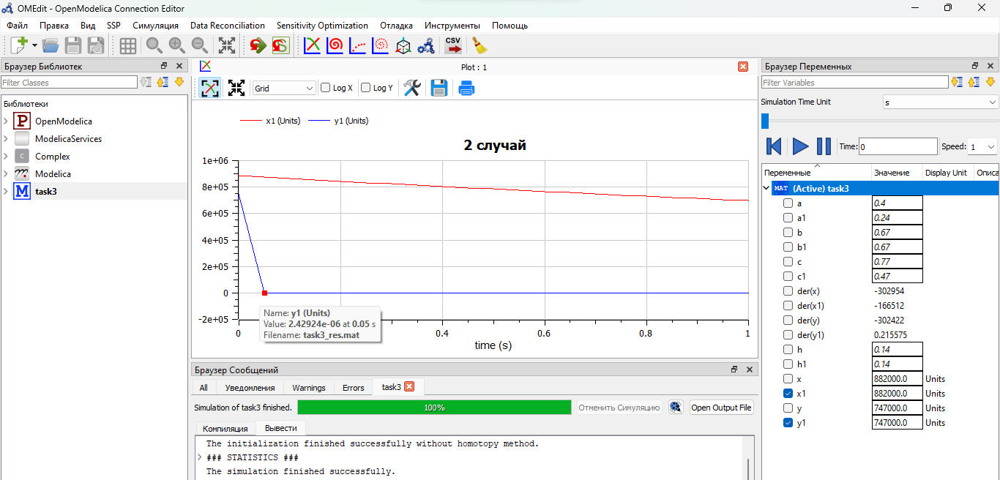 OMEdit - OpenModelica Connection Editor
Файл Правка Вид SSP Симуляция Data Reconciliation Sensitivity Optimization Отладка Инструменты Помощь
CSV
Браузер Библиотек
Filter Classes
Библиотеки
P OpenModelica
ModelicaServices
C Complex
Modelica
M task3
Plot : 1
Grid Log X Log Y
x1 (Units) y1 (Units)
2 случай
1e+06
8e+05
6e+05
4e+05
2e+05
0
-2e+05
0 0.4 0.6 0.8 1
time (s)
Name: y1 (Units)
Value: 2.42924e-06 at 0.05 s
Filename: task3_res.mat
Браузер Сообщений
All Уведомления Warnings Errors task3
Simulation of task3 finished. 100% Отменить Симуляцию Open Output File
Компиляция Вывести
The initialization finished successfully without homotopy method.
> ### STATISTICS ###
The simulation finished successfully.
Браузер Переменных
Filter Variables
Simulation Time Unit s
Time: 0 Speed: 1
Переменные Значение Display Unit Описа
MAT (Active) task3
a 0.4
a1 0.24
b 0.67
b1 0.67
c 0.77
c1 0.47
der(x) -302954
der(x1) -166512
der(y) -302422
der(y1) 0.215575
h 0.14
h1 0.14
x 882000.0 Units
x1 882000.0 Units
y 747000.0 Units
y1 747000.0 Units